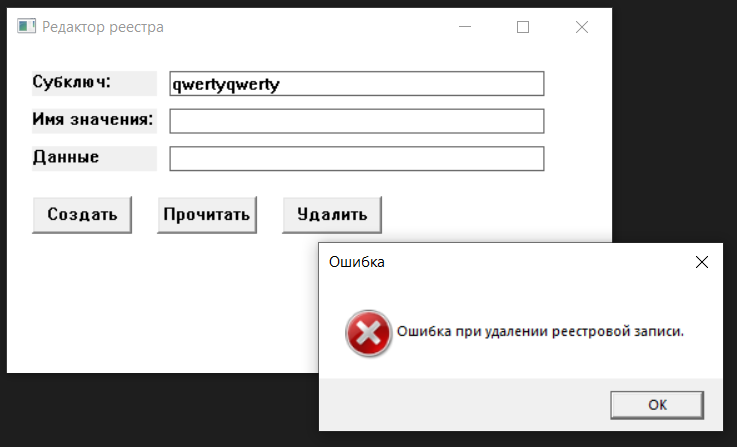 Редактор реестра
Субключ:
qwertyqwerty
Имя значения:
Данные
Создать Прочитать Удалить
Ошибка
Ошибка при удалении реестровой записи.
OK